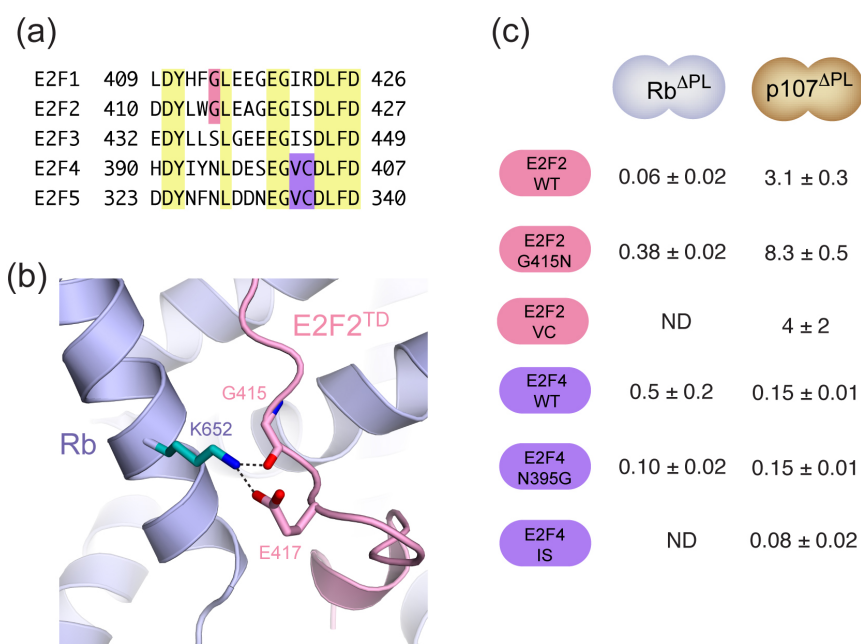 (a)
E2F1 409 LDYHFGLEEGEGIRDLFD 426
E2F2 410 DDYLWGLEAGEGISDLFD 427
E2F3 432 EDYLLSLGEEEGISDLFD 449
E2F4 390 HDYIYNLDESEGVCDLFD 407
E2F5 323 DDYNFNLDDNEGVCDLFD 340
(b)
E2F2TD
G415
K652
Rb
E417
(c)
RbΔPL p107ΔPL
E2F2
WT
0.06 ± 0.02 3.1 ± 0.3
E2F2
G415N
0.38 ± 0.02 8.3 ± 0.5
E2F2
VC
ND 4 ± 2
E2F4
WT
0.5 ± 0.2 0.15 ± 0.01
E2F4
N395G
0.10 ± 0.02 0.15 ± 0.01
E2F4
IS
ND 0.08 ± 0.02